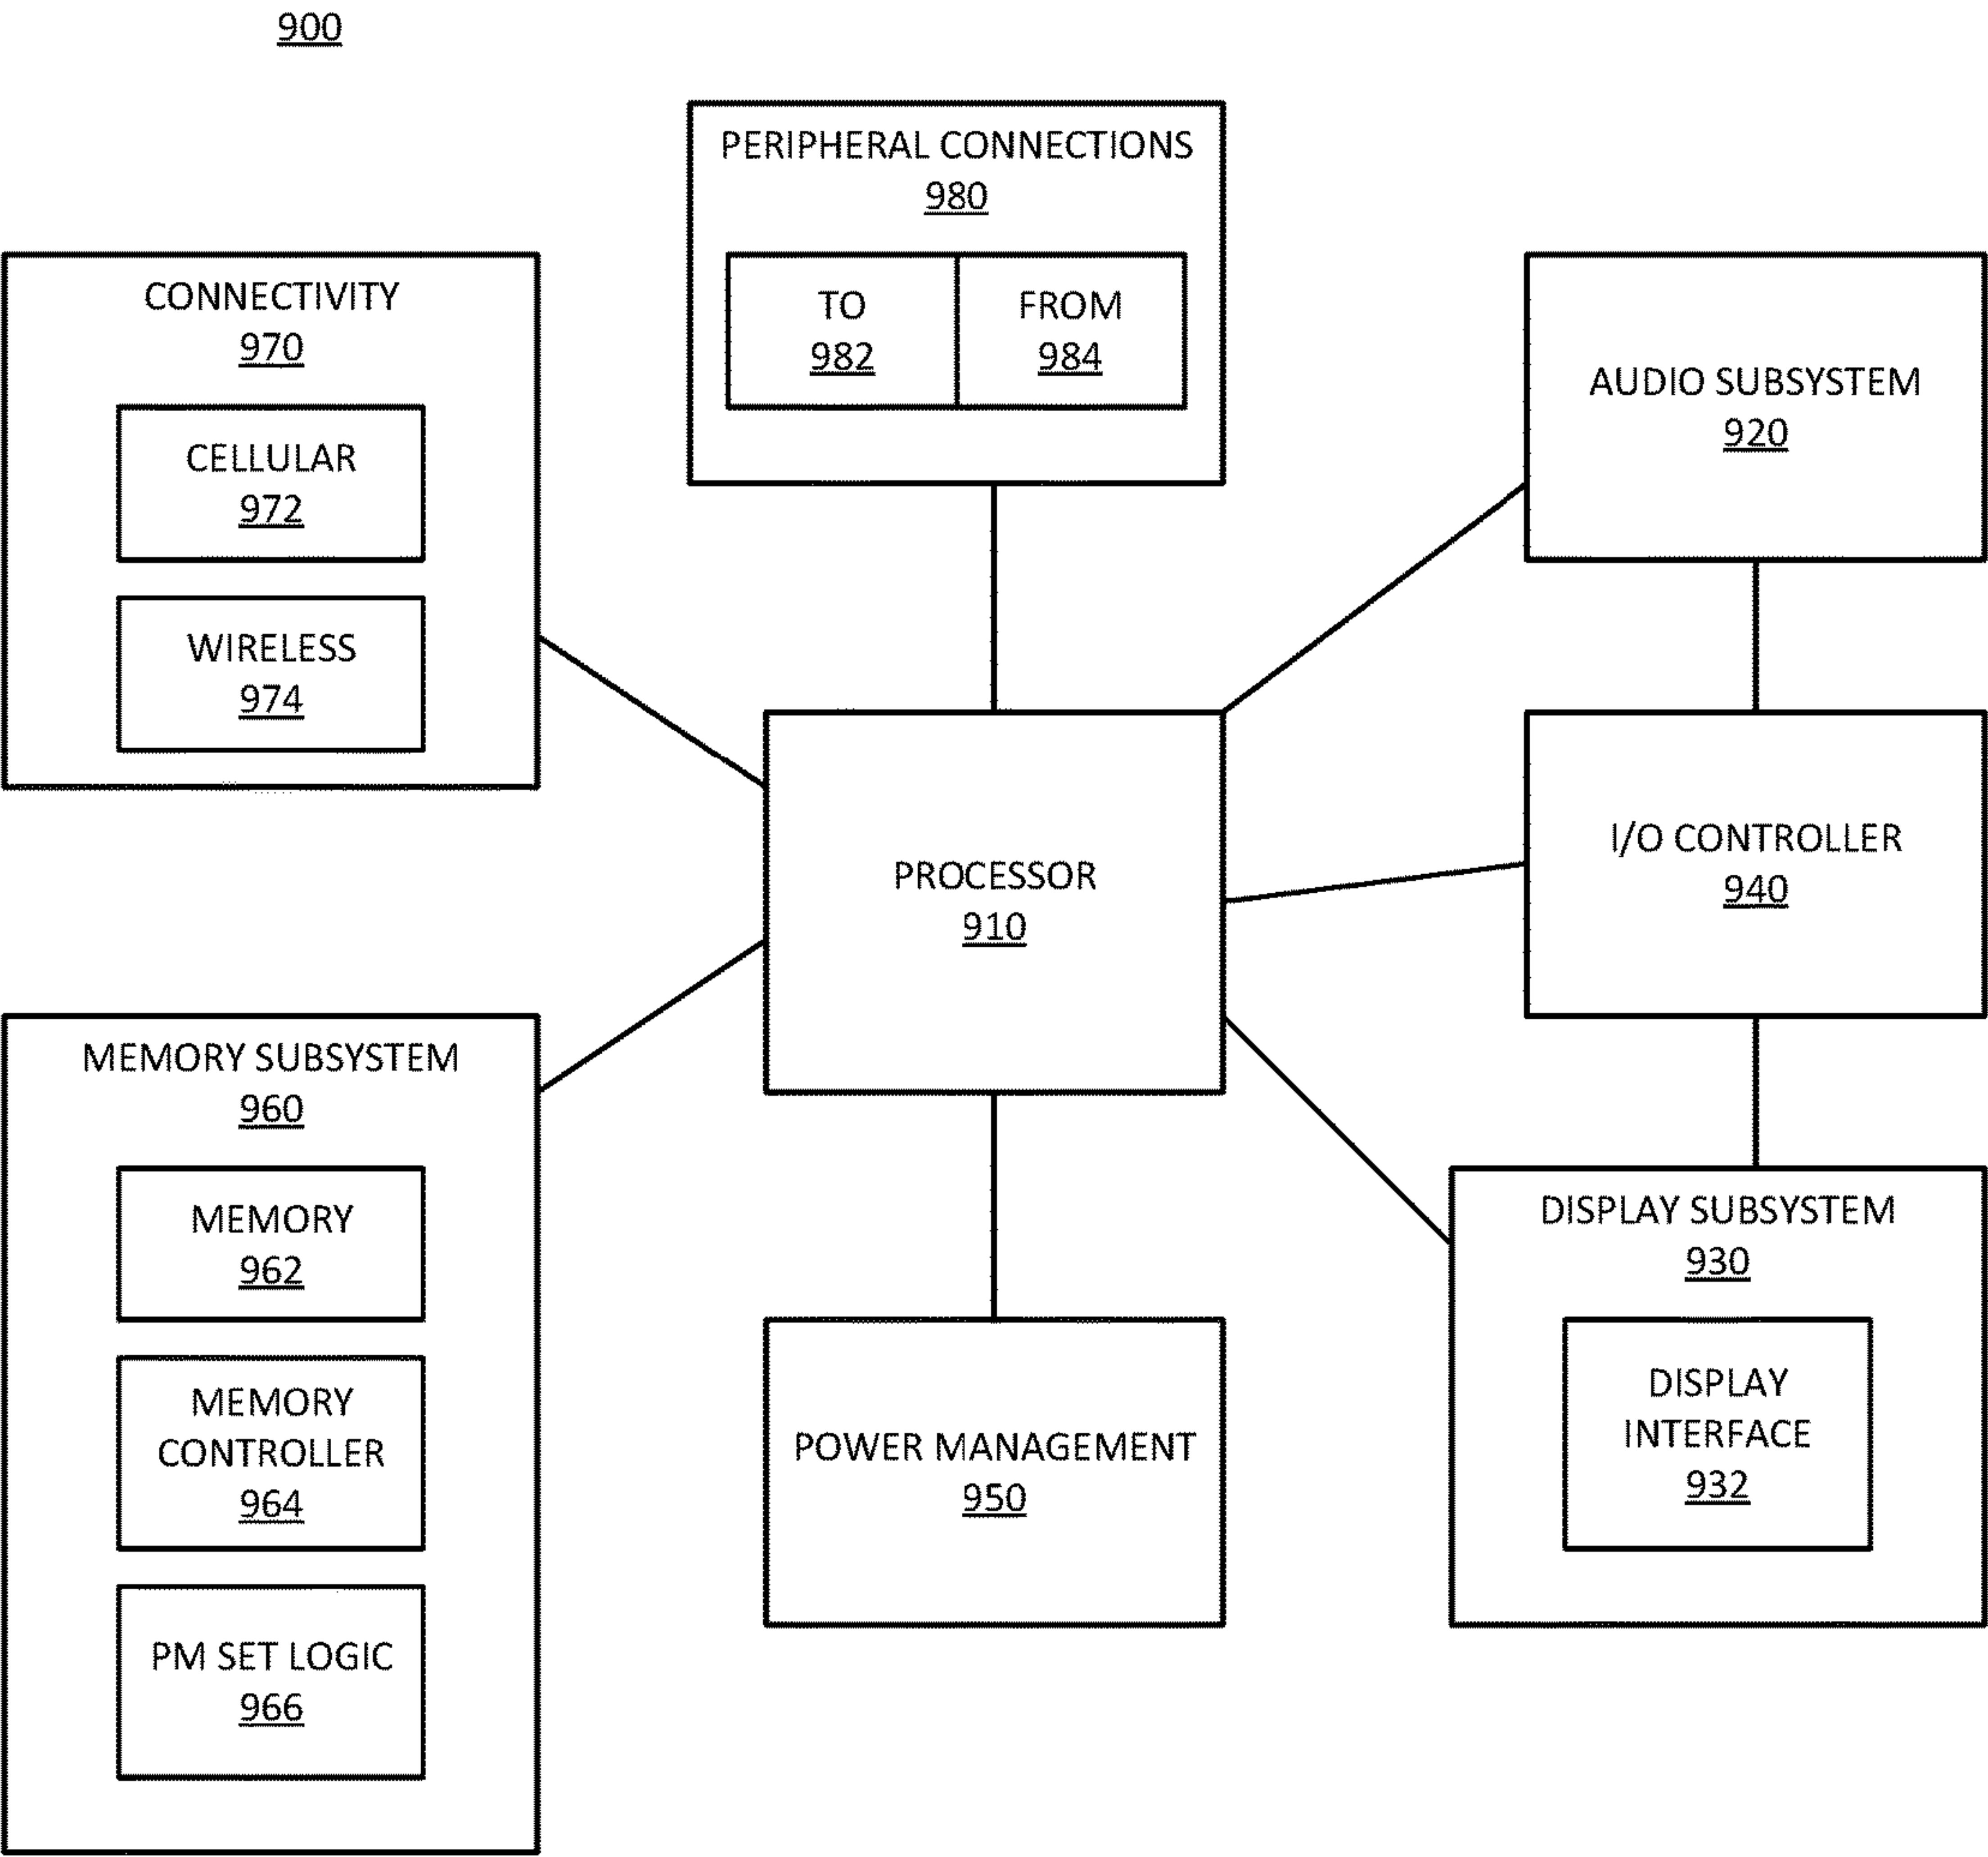 900
PERIPHERAL CONNECTIONS
980
TO
982
FROM
984
CONNECTIVITY
970
CELLULAR
972
WIRELESS
974
AUDIO SUBSYSTEM
920
PROCESSOR
910
I/O CONTROLLER
940
MEMORY SUBSYSTEM
960
MEMORY
962
MEMORY
CONTROLLER
964
PM SET LOGIC
966
POWER MANAGEMENT
950
DISPLAY SUBSYSTEM
930
DISPLAY
INTERFACE
932